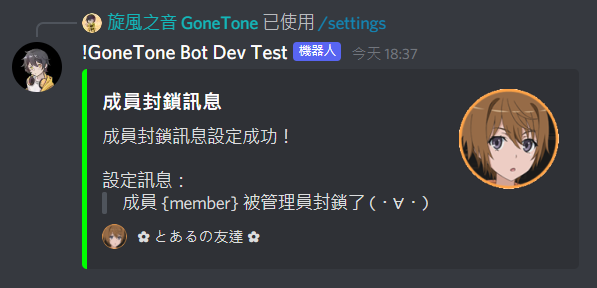 旋風之音 GoneTone 已使用 /settings
!GoneTone Bot Dev Test 機器人 今天 18:37
成員封鎖訊息
成員封鎖訊息設定成功！
設定訊息：
成員 {member} 被管理員封鎖了 (・∀・)
✿ とあるの友達 ✿